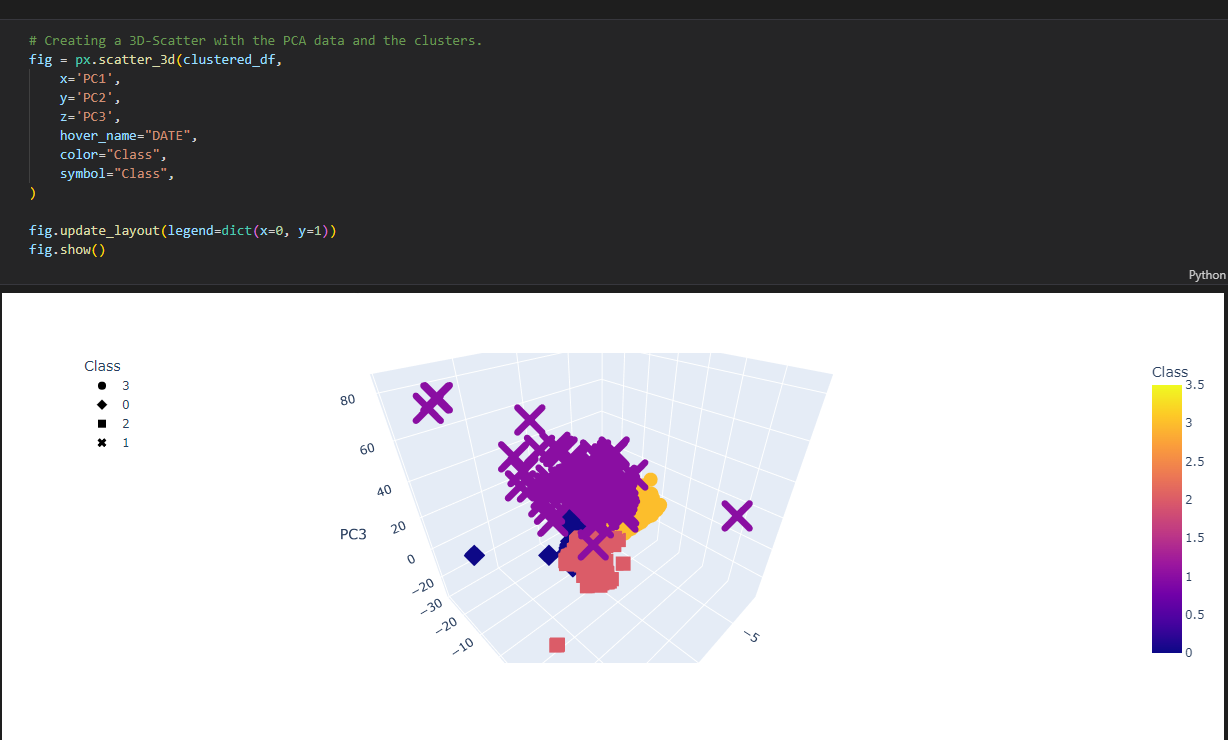 # Creating a 3D-Scatter with the PCA data and the clusters.
fig = px.scatter_3d(clustered_df,
    x='PC1',
    y='PC2',
    z='PC3',
    hover_name="DATE",
    color="Class",
    symbol="Class",
)
fig.update_layout(legend=dict(x=0, y=1))
fig.show()
Python
Class
3
0
2
1
80
60
40
20
0
−20
PC3
−30
−20
−10
−5
Class
3.5
3
2.5
2
1.5
1
0.5
0